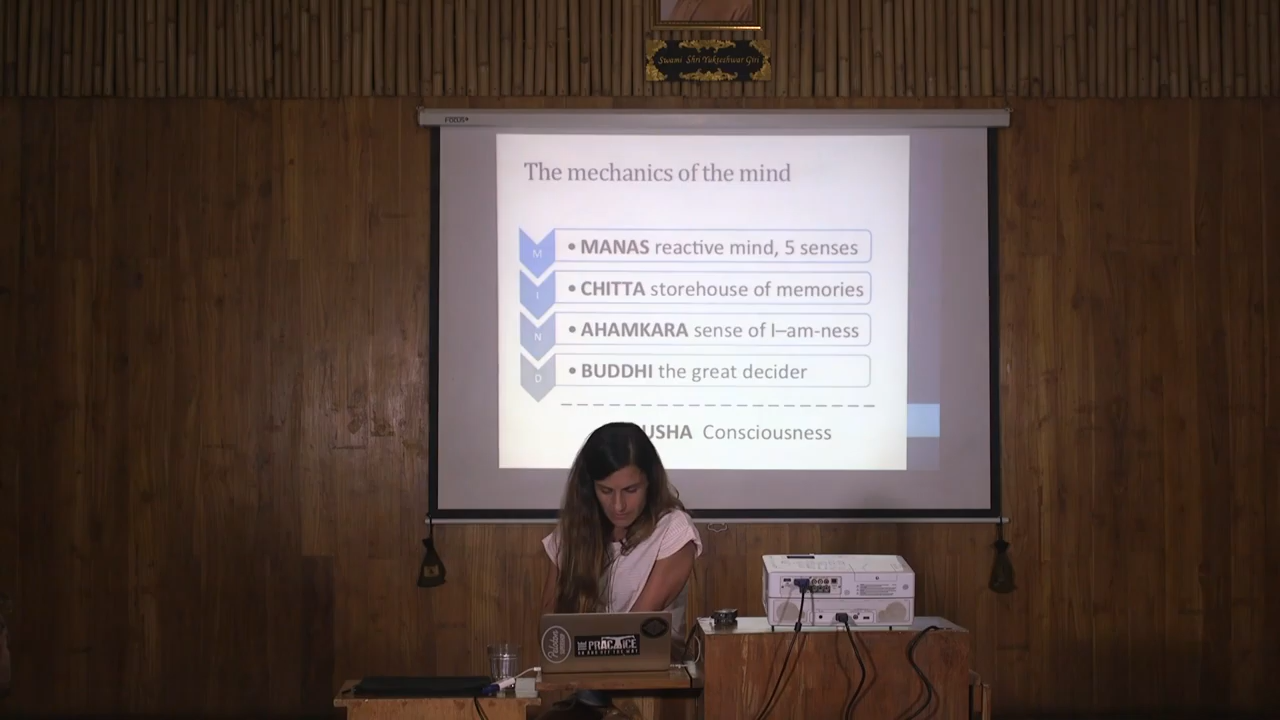 Swami Shri Yukteshwar Giri
The mechanics of the mind
M
• MANAS reactive mind, 5 senses
I
• CHITTA storehouse of memories
N
• AHAMKARA sense of I–am-ness
D
• BUDDHI the great decider
USHA Consciousness
THE PRACTICE